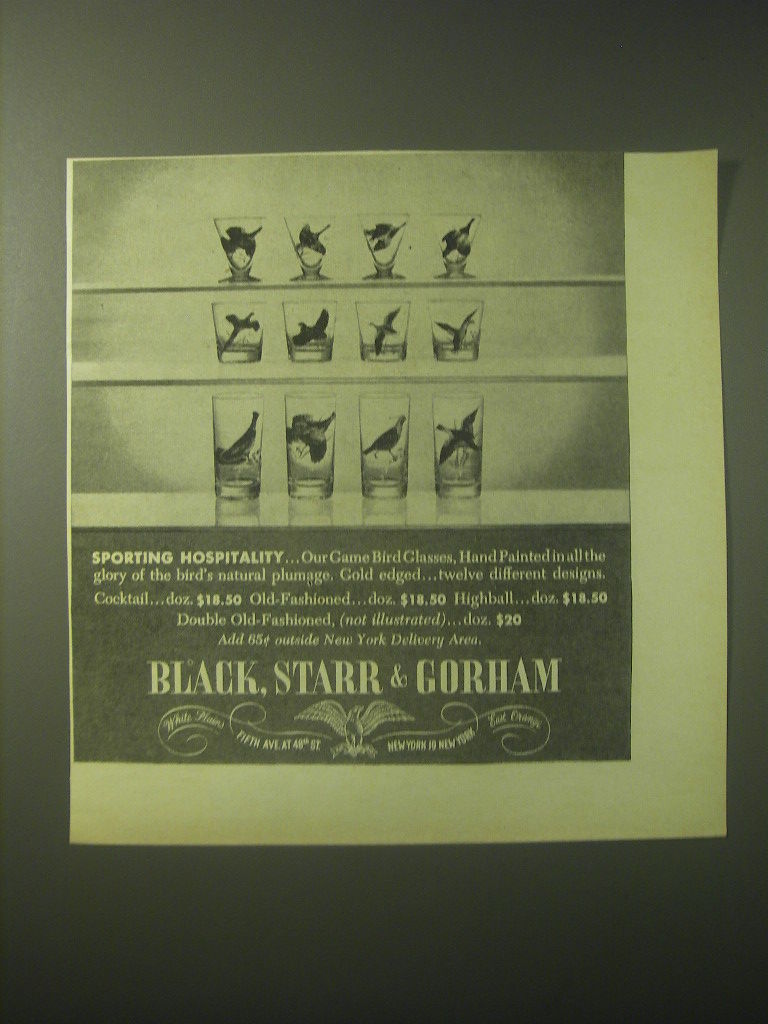 SPORTING HOSPITALITY...Our Game Bird Glasses, Hand Painted in all the
glory of the bird's natural plumage. Gold edged...twelve different designs.
Cocktail...doz. $18.50 Old-Fashioned...doz. $18.50 Highball...doz. $18.50
Double Old-Fashioned, (not illustrated)...doz. $20
Add 65¢ outside New York Delivery Area.
BLACK, STARR & GORHAM
White Plains
East Orange
FIFTH AVE. AT 48th ST.
NEW YORK 19 NEW YORK